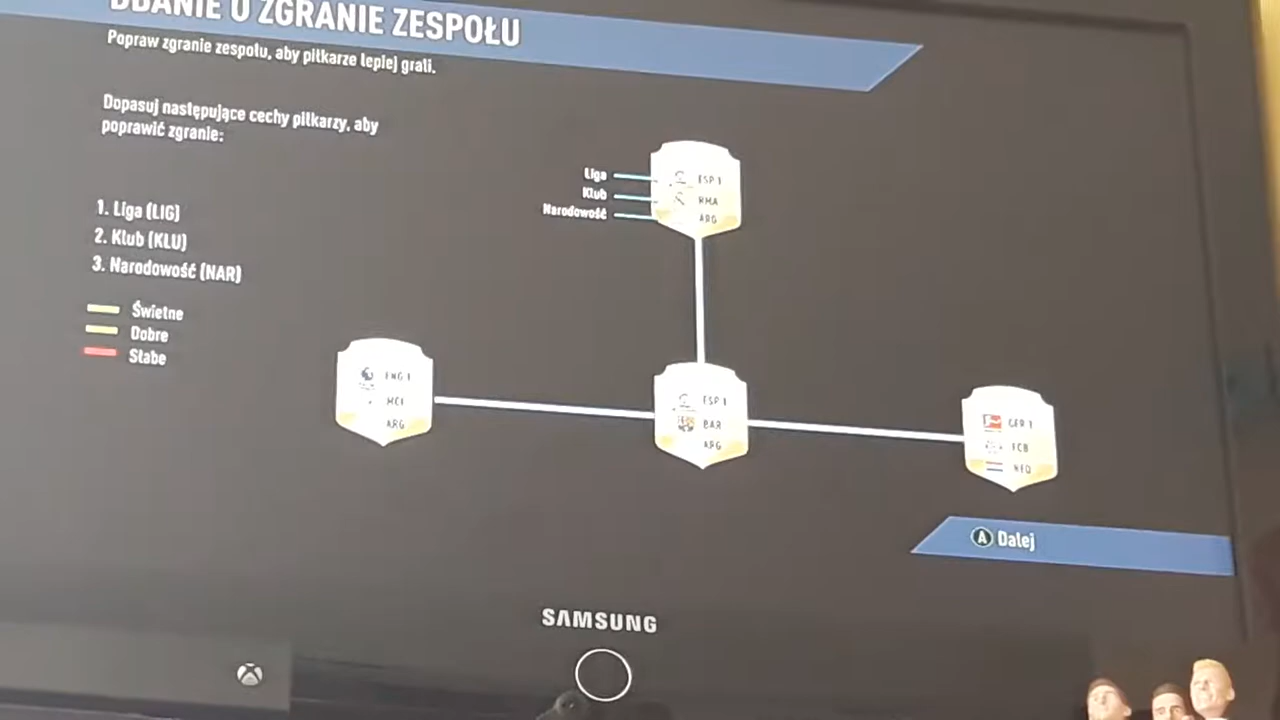 DBANIE O ZGRANIE ZESPOŁU
Popraw zgranie zespołu, aby piłkarze lepiej grali.
Dopasuj następujące cechy piłkarzy, aby
poprawić zgranie:
1. Liga (LIG)
2. Klub (KLU)
3. Narodowość (NAR)
Świetne
Dobre
Słabe
Liga
Klub
Narodowość
ESP 1
RMA
ARG
ENG 1
MCI
ARG
ESP 1
BAR
ARG
GER 1
FCB
NED
A Dalej
SAMSUNG